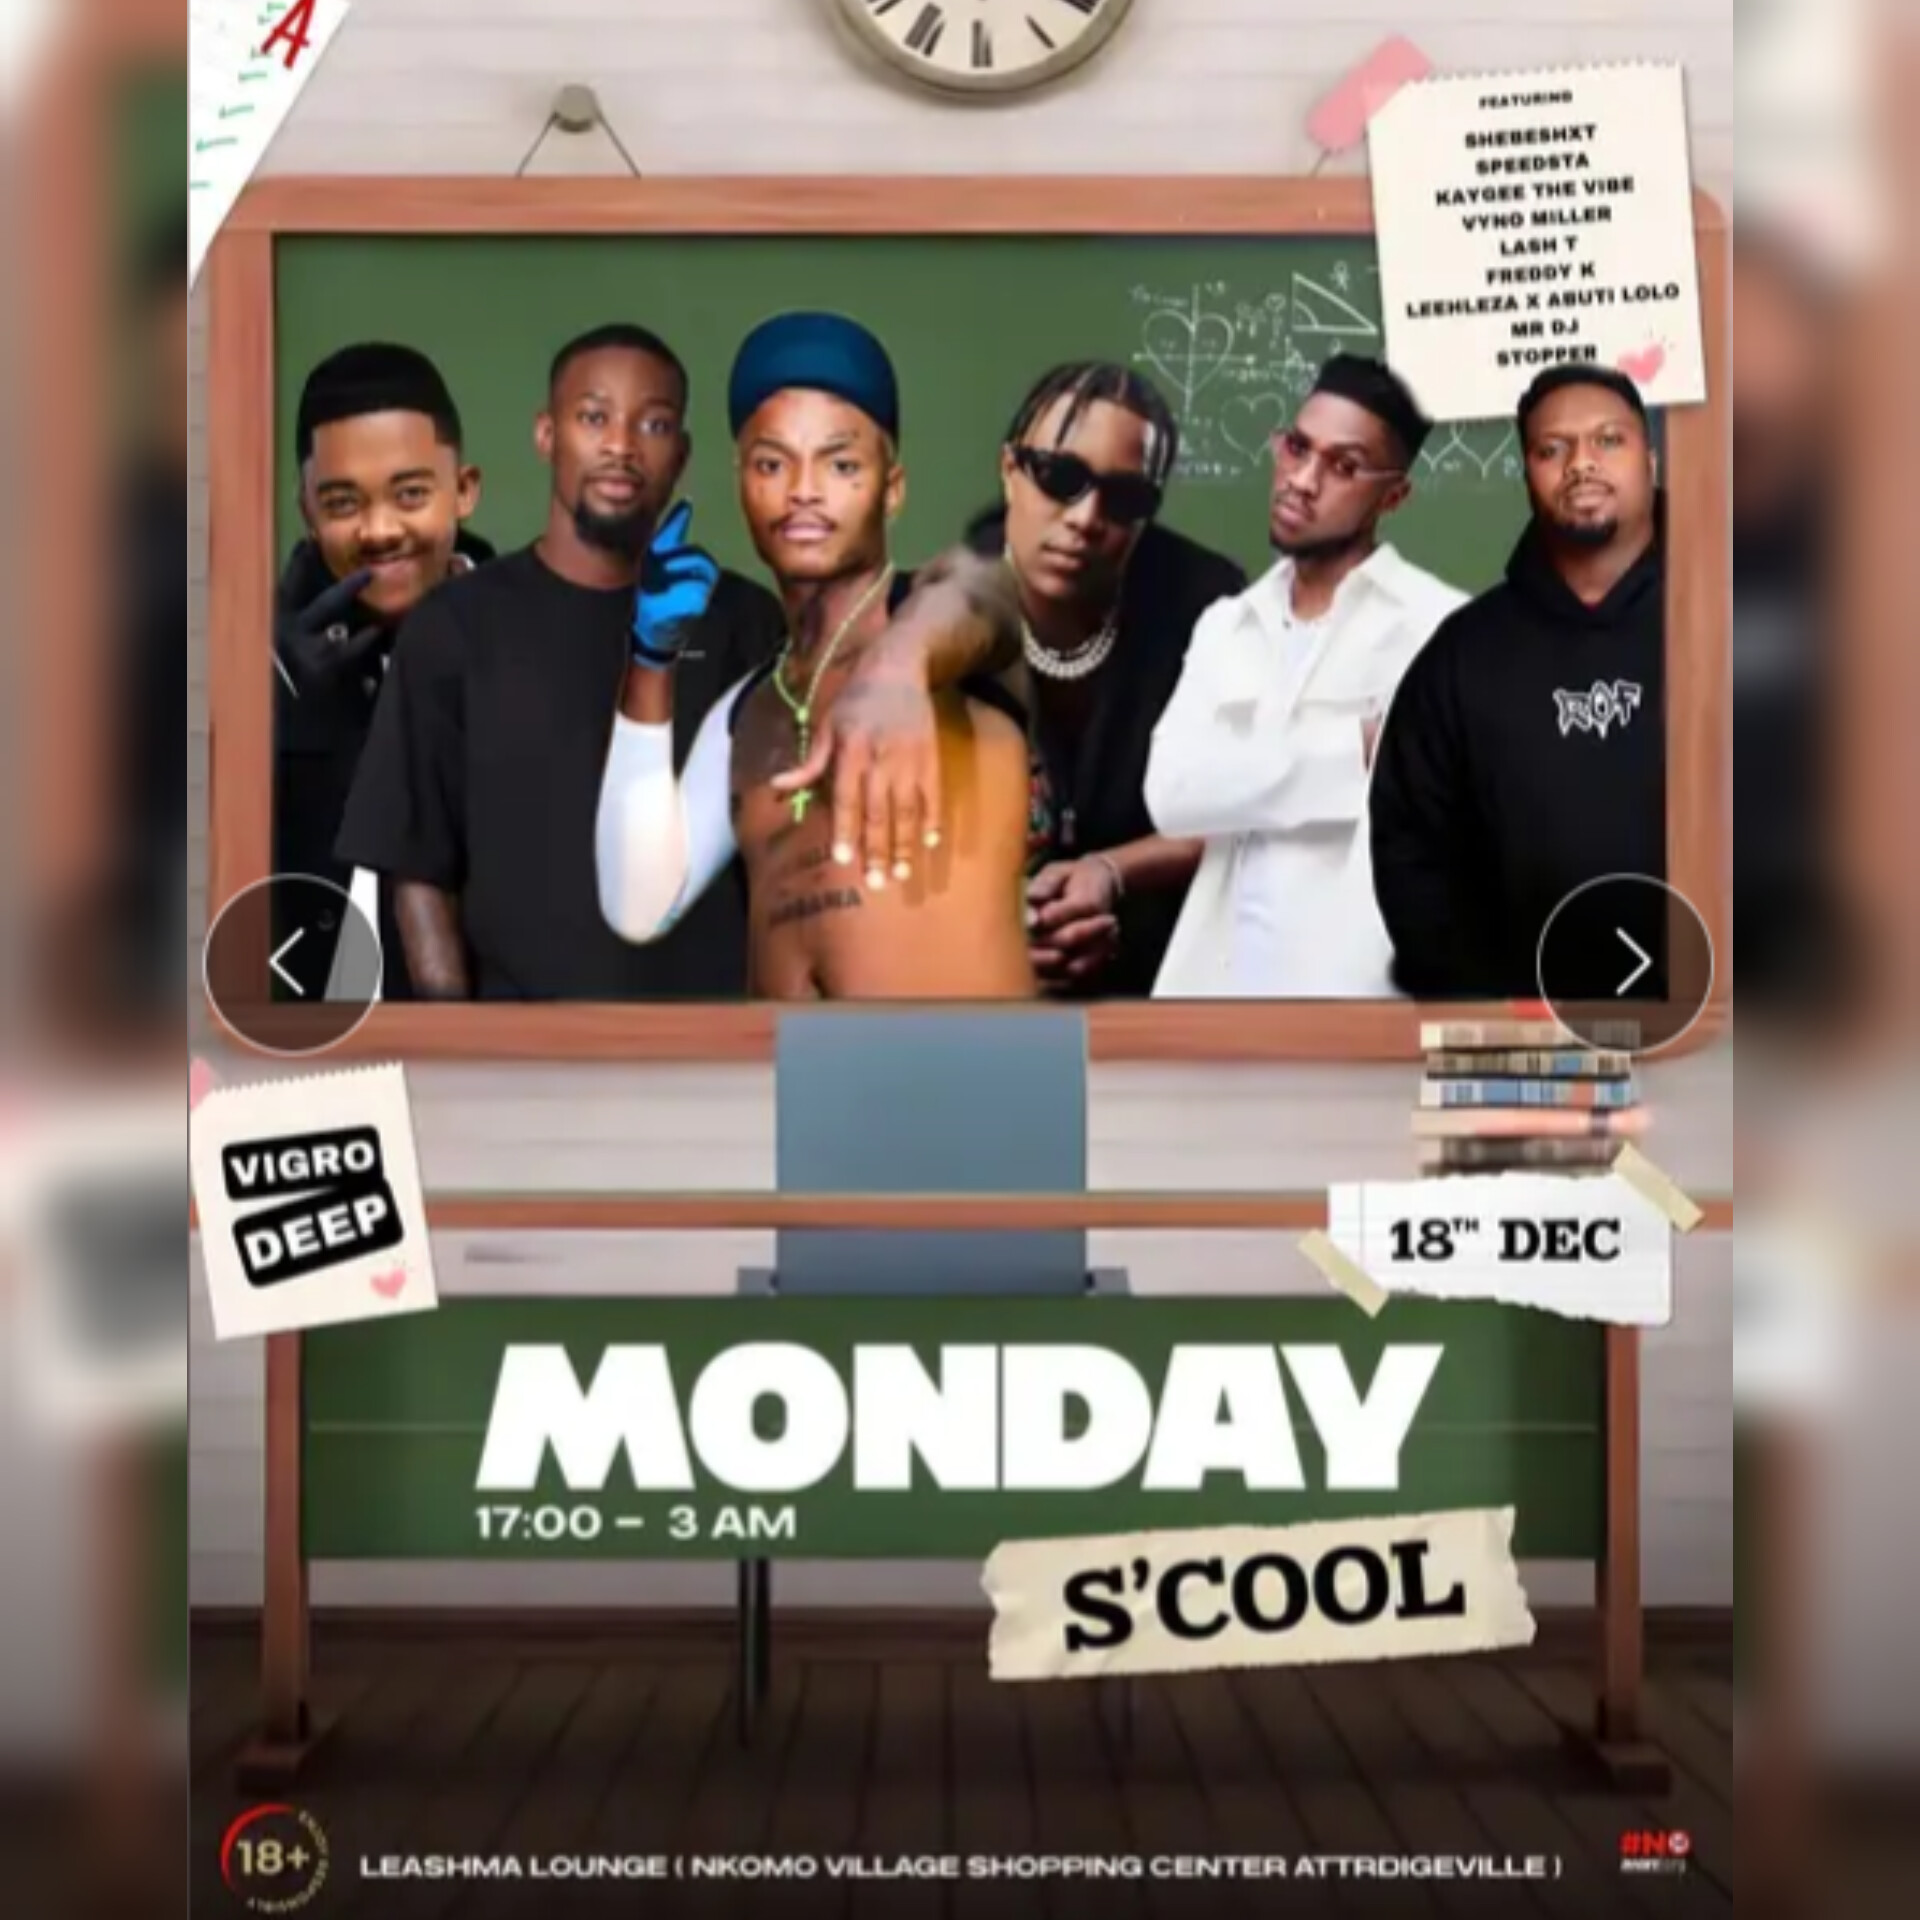 A
FEATURING
SHEBESHXT
SPEEDSTA
KAYGEE THE VIBE
VYNO MILLER
LASH T
FREDDY K
LEEHLEZA X ABUTI LOLO
MR DJ
STOPPER
ROF
VIGRO
DEEP
18TH DEC
MONDAY
17:00 - 3 AM
S'COOL
18+
LEASHMA LOUNGE ( NKOMO VILLAGE SHOPPING CENTER ATTRDIGEVILLE )